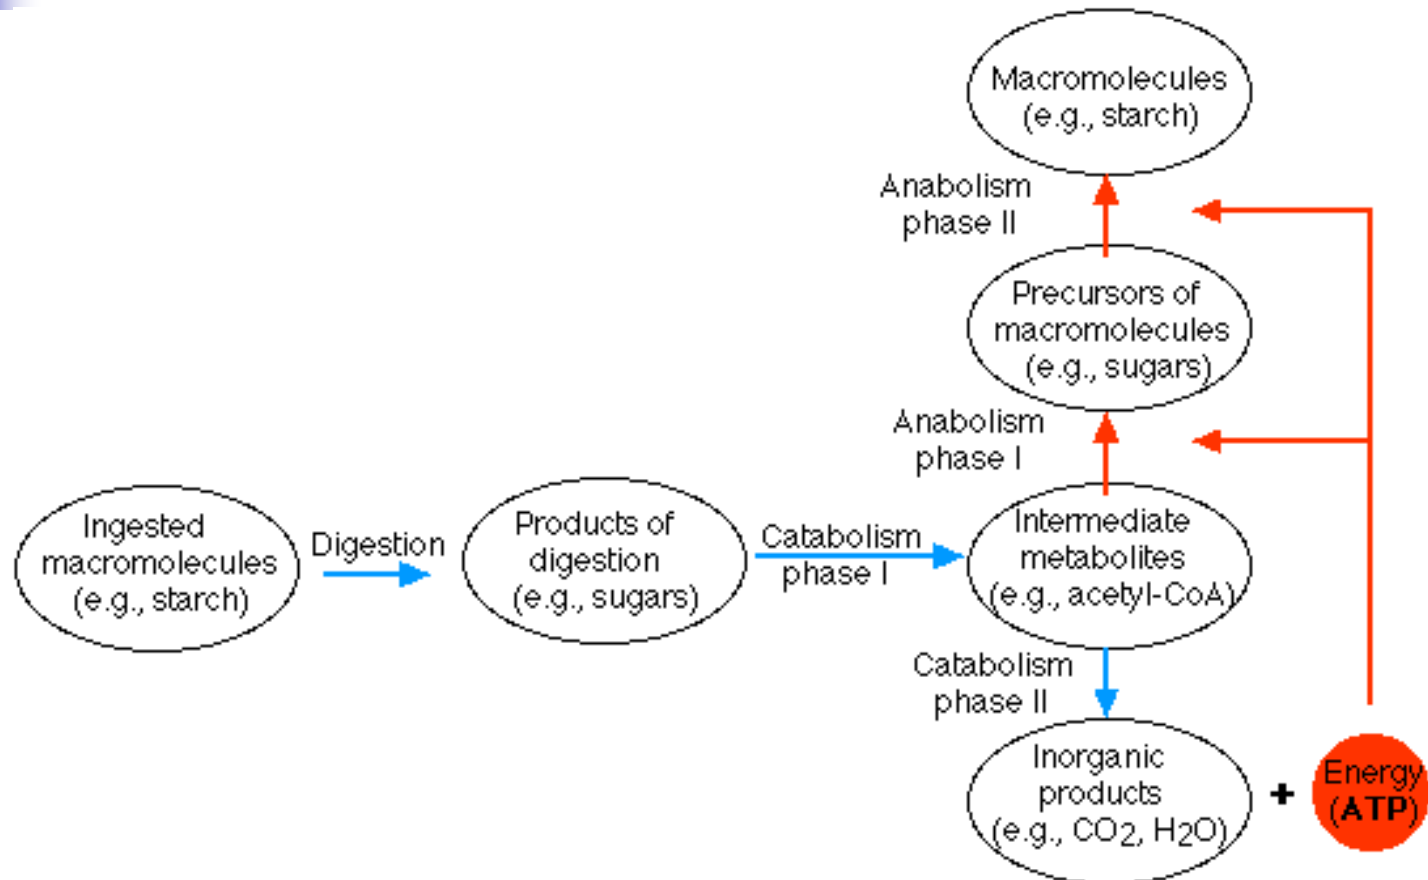 Macromolecules
(e.g., starch)
Anabolism
phase II
Precursors of
macromolecules
(e.g., sugars)
Anabolism
phase I
Ingested
macromolecules
(e.g., starch)
Digestion
Products of
digestion
(e.g., sugars)
Catabolism
phase I
Intermediate
metabolites
(e.g., acetyl-CoA)
Catabolism
phase II
Inorganic
products
(e.g., CO2, H2O)
+
Energy
(ATP)